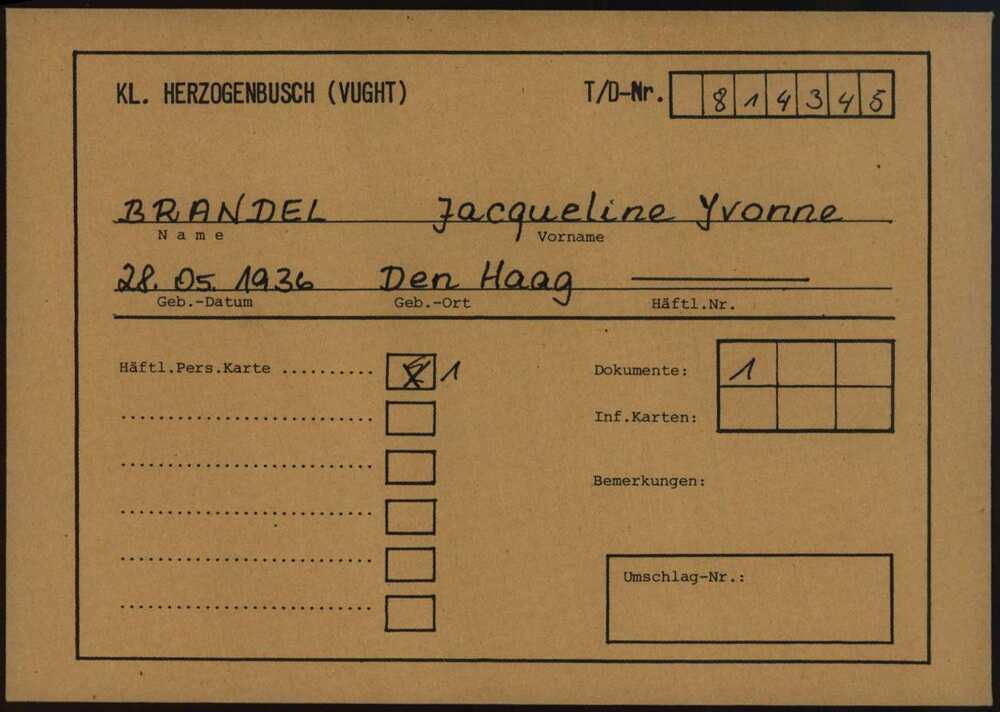 KL. HERZOGENBUSCH (VUGHT) T/D-Nr. 814345
BRANDEL Jacqueline Yvonne
Name Vorname
28. 05. 1936 Den Haag
Geb.-Datum Geb.-Ort Häftl.Nr.
Häftl.Pers.Karte .......... X 1 Dokumente: 1
Inf.Karten:
Bemerkungen:
Umschlag-Nr.: